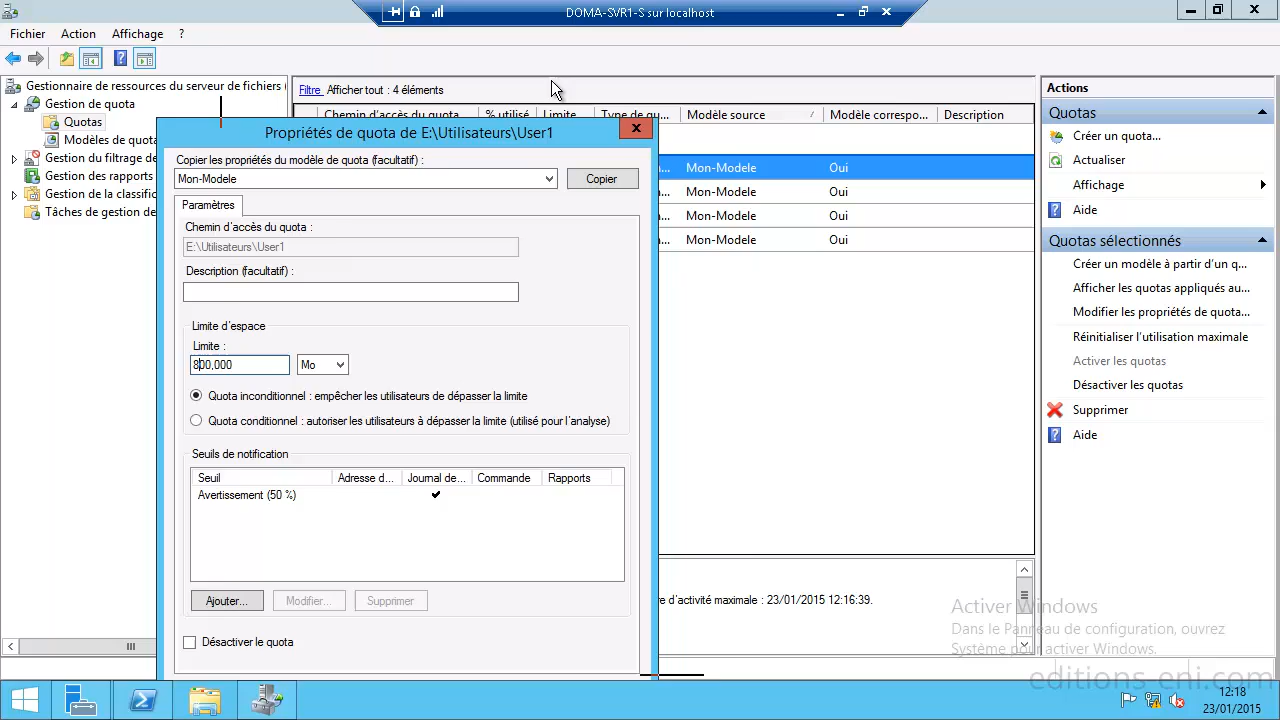 DOMA-SVR1-S sur localhost
Fichier Action Affichage ?
Gestionnaire de ressources du serveur de fichiers (
Gestion de quota
Quotas
Modèles de quota
Gestion du filtrage de
Gestion des rapports
Gestion de la classific
Tâches de gestion de
Filtre Afficher tout : 4 éléments
Chemin d'accès du quota % utilisé Limite Type de qu... Modèle source Modèle correspo... Description
a... Mon-Modele Oui
a... Mon-Modele Oui
a... Mon-Modele Oui
a... Mon-Modele Oui
Propriétés de quota de E:\Utilisateurs\User1
Copier les propriétés du modèle de quota (facultatif) :
Mon-Modele Copier
Paramètres
Chemin d'accès du quota :
E:\Utilisateurs\User1
Description (facultatif) :
Limite d'espace
Limite :
800,000 Mo
Quota inconditionnel : empêcher les utilisateurs de dépasser la limite
Quota conditionnel : autorise les utilisateurs à dépasser la limite (utilisé pour l'analyse)
Seuils de notification
Seuil Adresse d... Journal de... Commande Rapports
Avertissement (50 %)
Ajouter... Modifier... Supprimer
Désactiver le quota
e d'activité maximale : 23/01/2015 12:16:39.
Actions
Quotas
Créer un quota...
Actualiser
Affichage
Aide
Quotas sélectionnés
Créer un modèle à partir d'un q...
Afficher les quotas appliqués au...
Modifier les propriétés de quota...
Réinitialiser l'utilisation maximale
Activer les quotas
Désactiver les quotas
Supprimer
Aide
Activer Windows
Dans le Panneau de configuration, ouvrez
Système pour activer Windows.
editions-eni.com
12:18
23/01/2015